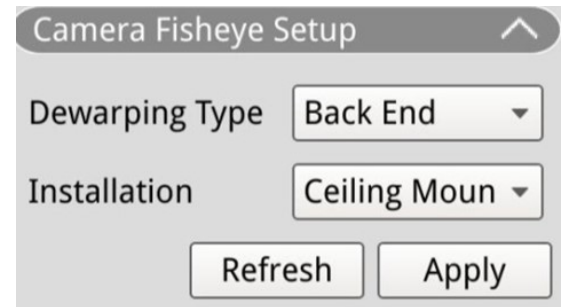 Camera Fisheye Setup
Dewarping Type Back End
Installation Ceiling Moun
Refresh Apply